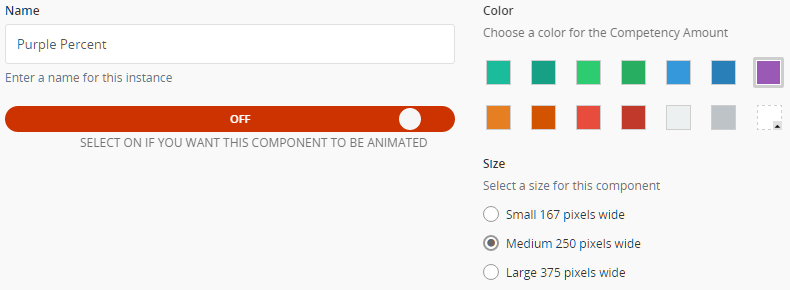 Name
Purple Percent
Enter a name for this instance
OFF
SELECT ON IF YOU WANT THIS COMPONENT TO BE ANIMATED
Color
Choose a color for the Competency Amount
Size
Select a size for this component
Small 167 pixels wide
Medium 250 pixels wide
Large 375 pixels wide